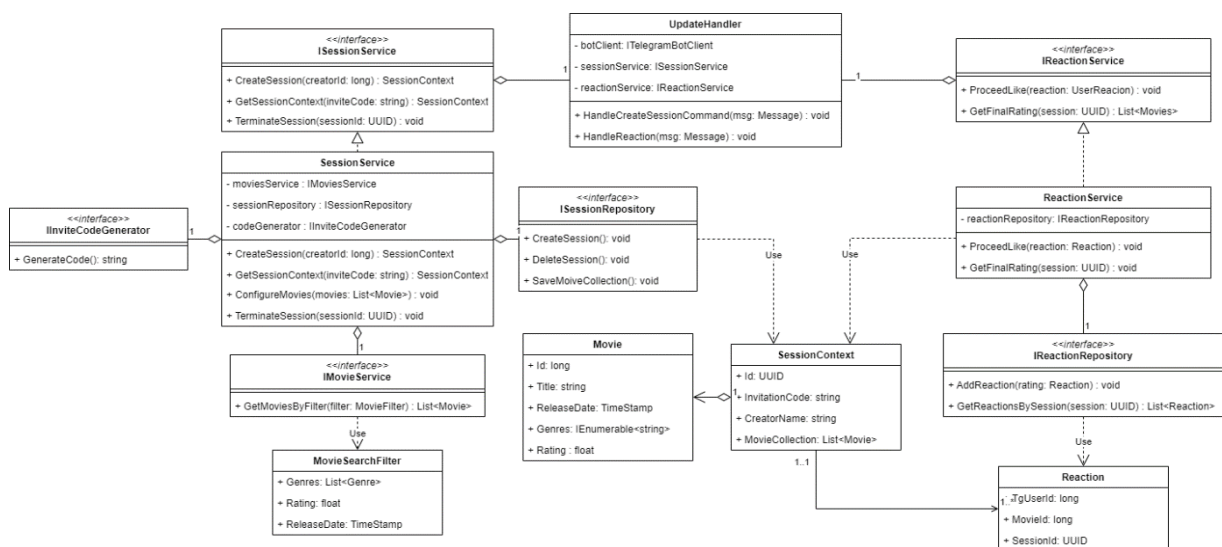 UpdateHandler
- botClient: ITelegramBotClient
- sessionService: ISessionService
- reactionService: IReactionService
+ HandleCreateSessionCommand(msg: Message) : void
+ HandleReaction(msg: Message) : void
<<interface>>
ISessionService
+ CreateSession(creatorId: long) : SessionContext
+ GetSessionContext(inviteCode: string) : SessionContext
+ TerminateSession(sessionId: UUID) : void
1
1
<<interface>>
IReactionService
+ ProceedLike(reaction: UserReacion) : void
+ GetFinalRating(session: UUID) : List<Movies>
SessionService
- moviesService : IMoviesService
- sessionRepository : ISessionRepository
- codeGenerator : IInviteCodeGenerator
+ CreateSession(creatorId: long) : SessionContext
+ GetSessionContext(inviteCode: string) : SessionContext
+ ConfigureMovies(movies: List<Movie>) : void
+ TerminateSession(sessionId: UUID) : void
<<interface>>
IInviteCodeGenerator
+ GenerateCode(): string
1
1
<<interface>>
ISessionRepository
+ CreateSession(): void
+ DeleteSession(): void
+ SaveMoiveCollection(): void
ReactionService
- reactionRepository: IReactionRepository
+ ProceedLike(reaction: Reaction) : void
+ GetFinalRating(session: UUID) : void
Use
Use
1
1
<<interface>>
IMovieService
+ GetMoviesByFilter(filter: MovieFilter) : List<Movie>
Use
MovieSearchFilter
+ Genres: List<Genre>
+ Rating: float
+ ReleaseDate: TimeStamp
Movie
+ Id: long
+ Title: string
+ ReleaseDate: TimeStamp
+ Genres: IEnumerable<string>
+ Rating : float
1
SessionContext
+ Id: UUID
+ InvitationCode: string
+ CreatorName: string
+ MovieCollection: List<Movie>
1..1
<<interface>>
IReactionRepository
+ AddReaction(rating: Reaction) : void
+ GetReactionsBySession(session: UUID) : List<Reaction>
Use
Reaction
+ TgUserId: long
+ MovieId: long
+ SessionId: UUID